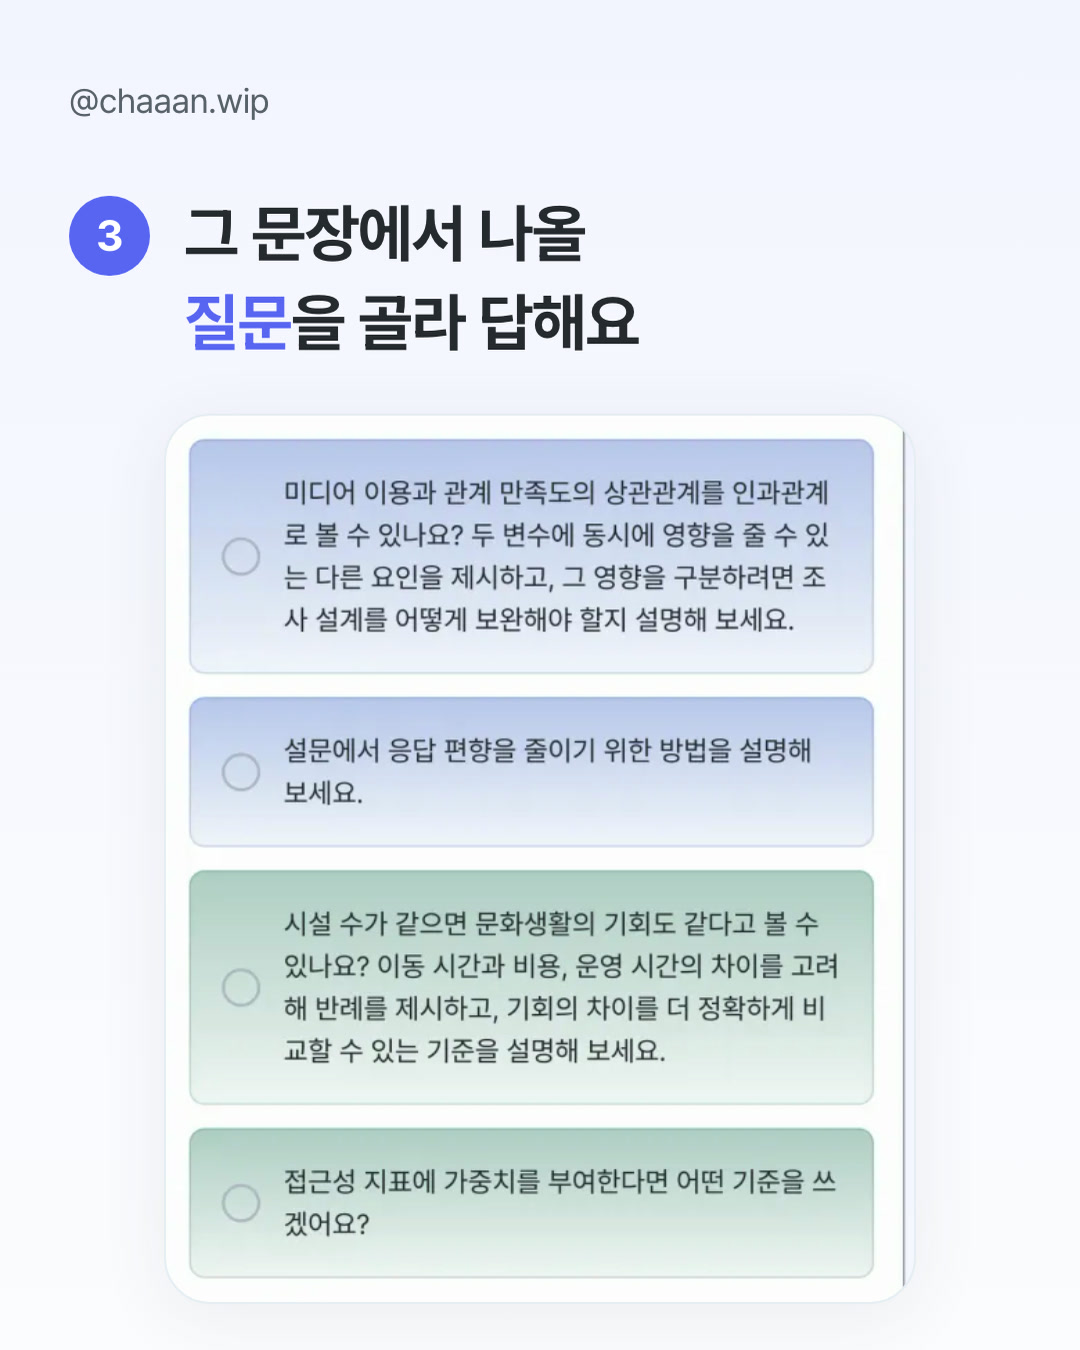 @chaaan.wip
3
그 문장에서 나올
질문을 골라 답해요
미디어 이용과 관계 만족도의 상관관계를 인과관계
로 볼 수 있나요? 두 변수에 동시에 영향을 줄 수 있
는 다른 요인을 제시하고, 그 영향을 구분하려면 조
사 설계를 어떻게 보완해야 할지 설명해 보세요.
설문에서 응답 편향을 줄이기 위한 방법을 설명해
보세요.
시설 수가 같으면 문화생활의 기회도 같다고 볼 수
있나요? 이동 시간과 비용, 운영 시간의 차이를 고려
해 반례를 제시하고, 기회의 차이를 더 정확하게 비
교할 수 있는 기준을 설명해 보세요.
접근성 지표에 가중치를 부여한다면 어떤 기준을 쓰
겠어요?